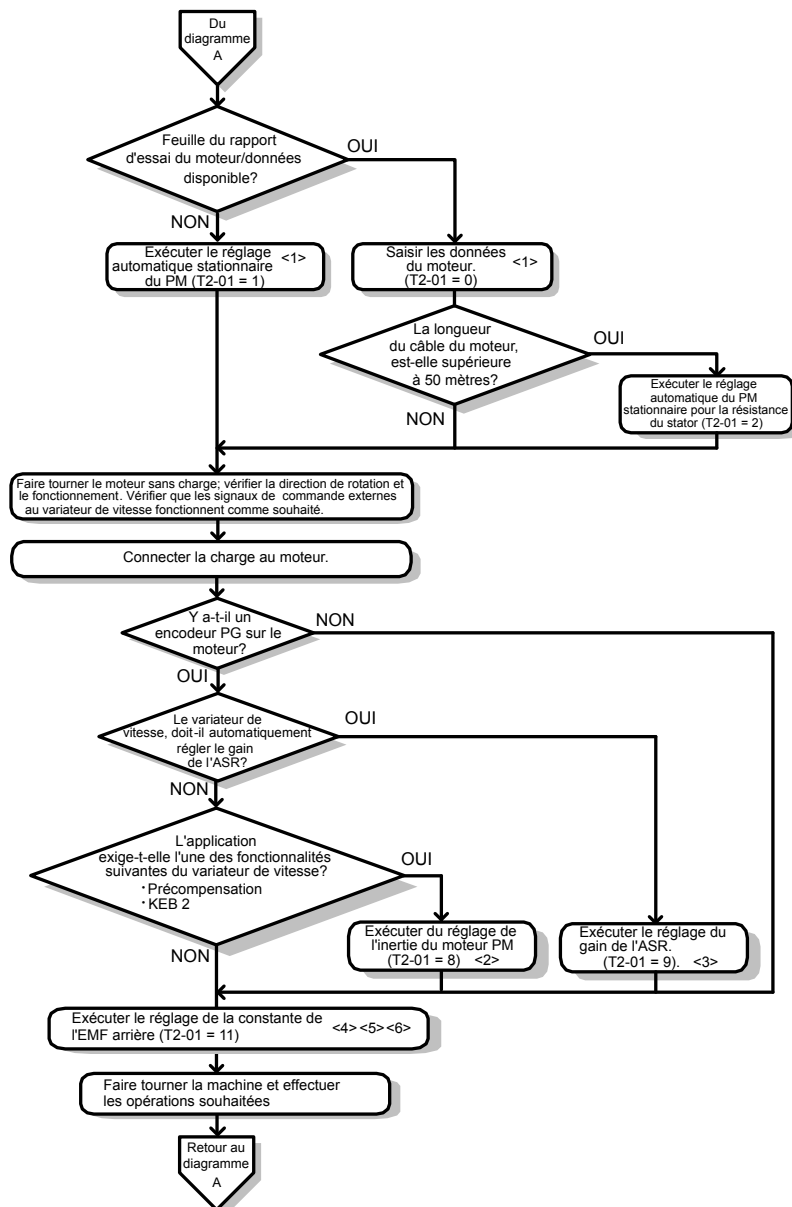 Du
diagramme
A
Feuille du rapport
d'essai du moteur/données
disponible?
OUI
NON
Exécuter le réglage
automatique stationnaire
du PM (T2-01 = 1)
<1>
Saisir les données
du moteur.
(T2-01 = 0)
<1>
La longueur
du câble du moteur,
est-elle supérieure
à 50 mètres?
OUI
NON
Exécuter le réglage
automatique du PM
stationnaire pour la résistance
du stator (T2-01 = 2)
Faire tourner le moteur sans charge; vérifier la direction de rotation et
le fonctionnement. Vérifier que les signaux de commande externes
au variateur de vitesse fonctionnent comme souhaité.
Connecter la charge au moteur.
Y a-t-il un
encodeur PG sur le
moteur?
NON
OUI
Le variateur de
vitesse, doit-il automatiquement
régler le gain
de l'ASR?
OUI
NON
L'application
exige-t-elle l'une des fonctionnalités
suivantes du variateur de vitesse?
・Précompensation
・KEB 2
OUI
NON
Exécuter du réglage de
l'inertie du moteur PM
(T2-01 = 8) <2>
Exécuter le réglage du
gain de l'ASR.
(T2-01 = 9). <3>
Exécuter le réglage de la constante de
l'EMF arrière (T2-01 = 11)
<4> <5> <6>
Faire tourner la machine et effectuer
les opérations souhaitées
Retour au
diagramme
A